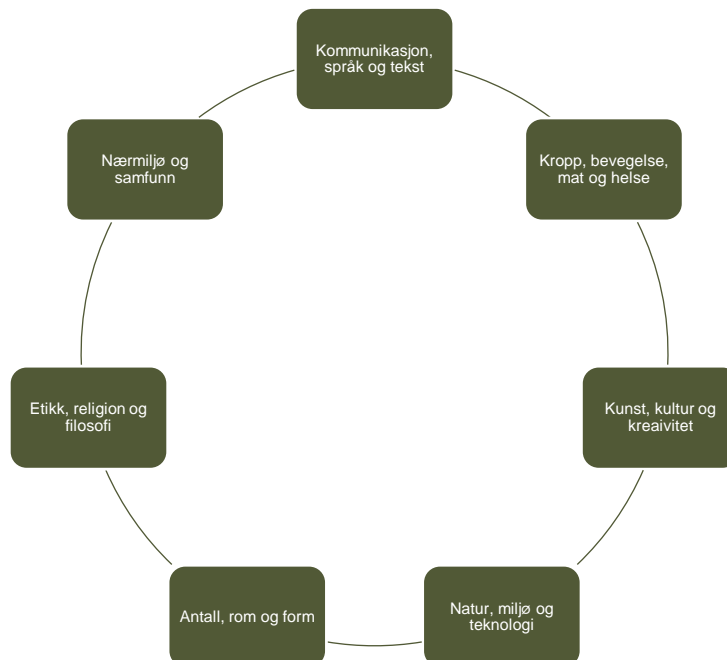 Kommunikasjon,
språk og tekst
Kropp, bevegelse,
mat og helse
Kunst, kultur og
kreaivitet
Natur, miljø og
teknologi
Antall, rom og form
Etikk, religion og
filosofi
Nærmiljø og
samfunn